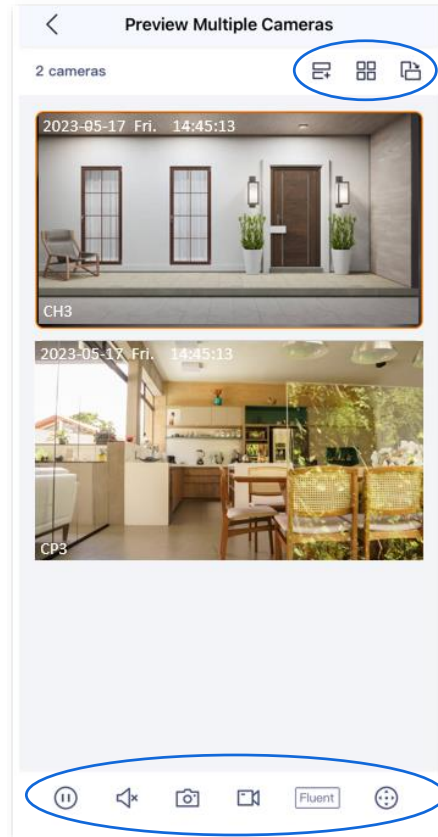 Preview Multiple Cameras
2 cameras
2023-05-17 Fri. 14:45:13
CH3
2023-05-17 Fri. 14:45:13
CP3
Fluent